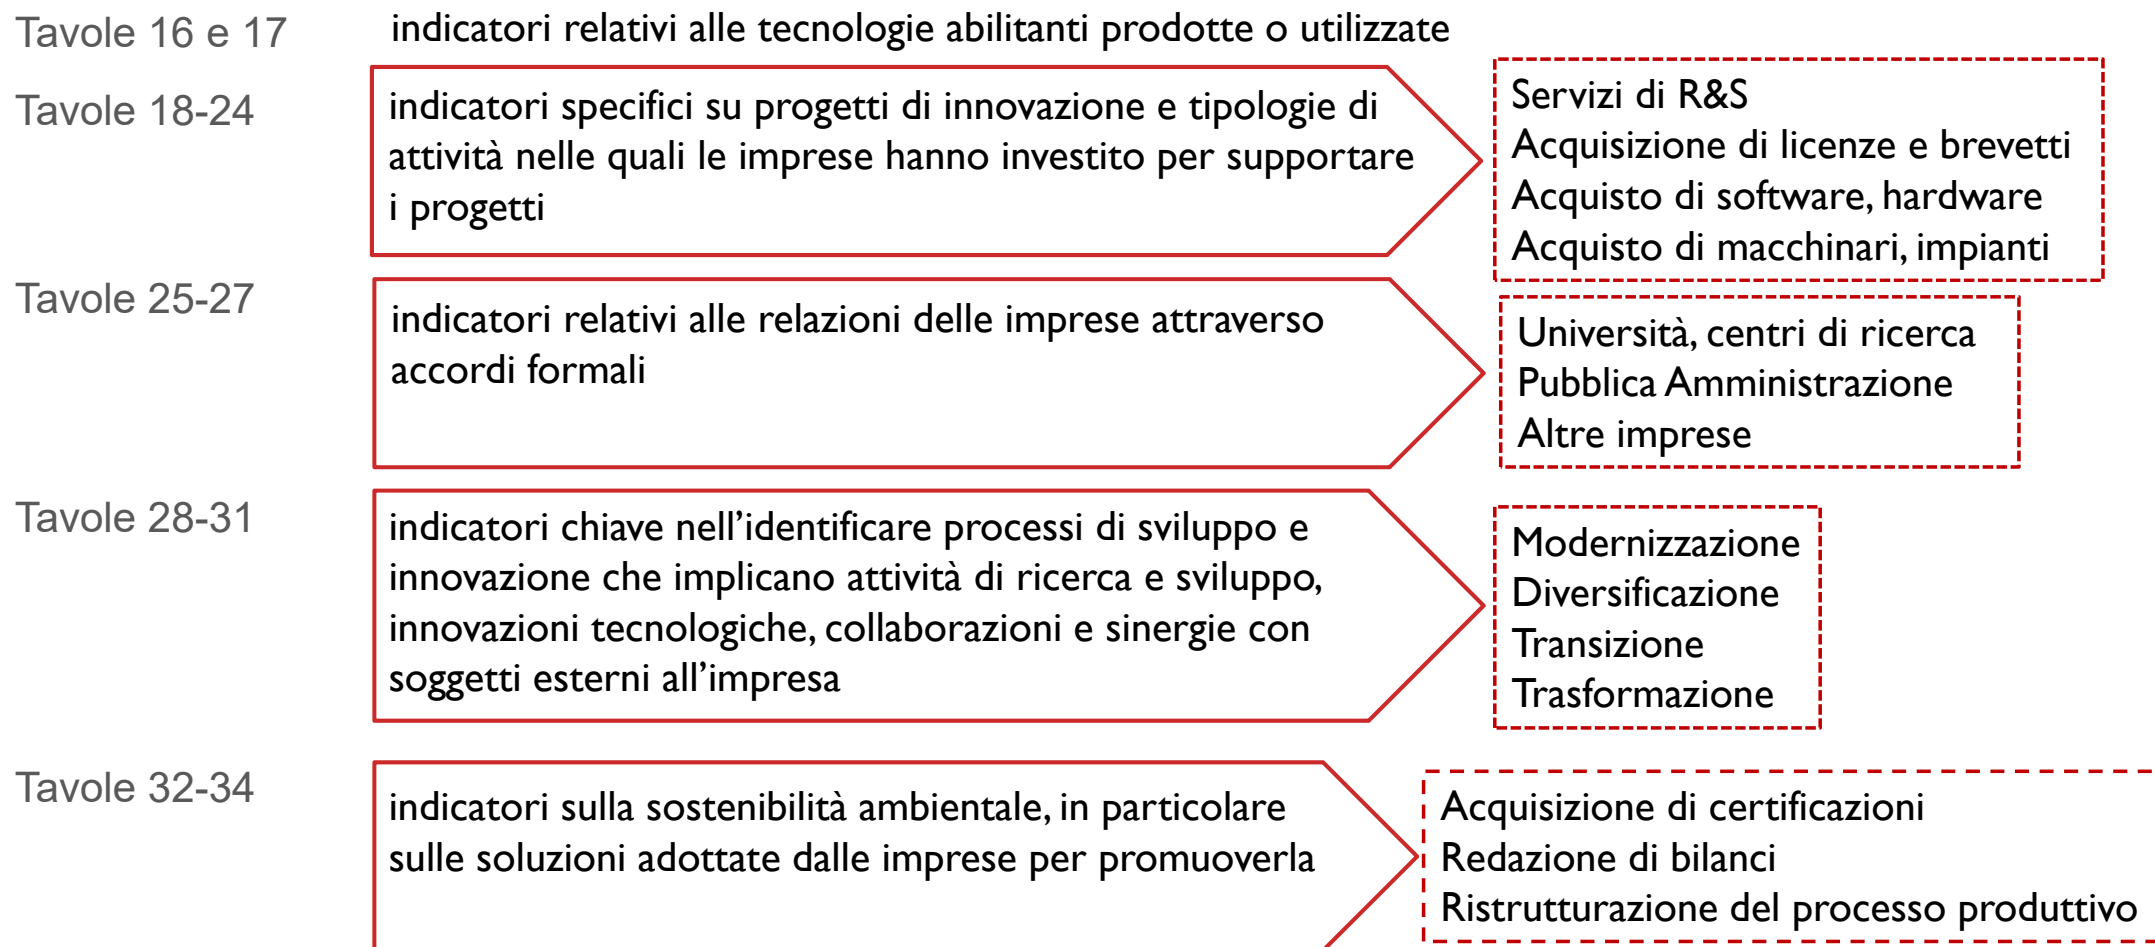 Tavole 16 e 17
indicatori relativi alle tecnologie abilitanti prodotte o utilizzate
Tavole 18-24
indicatori specifici su progetti di innovazione e tipologie di
attività nelle quali le imprese hanno investito per supportare
i progetti
Servizi di R&S
Acquisizione di licenze e brevetti
Acquisto di software, hardware
Acquisto di macchinari, impianti
Tavole 25-27
indicatori relativi alle relazioni delle imprese attraverso
accordi formali
Università, centri di ricerca
Pubblica Amministrazione
Altre imprese
Tavole 28-31
indicatori chiave nell’identificare processi di sviluppo e
innovazione che implicano attività di ricerca e sviluppo,
innovazioni tecnologiche, collaborazioni e sinergie con
soggetti esterni all’impresa
Modernizzazione
Diversificazione
Transizione
Trasformazione
Tavole 32-34
indicatori sulla sostenibilità ambientale, in particolare
sulle soluzioni adottate dalle imprese per promuoverla
Acquisizione di certificazioni
Redazione di bilanci
Ristrutturazione del processo produttivo